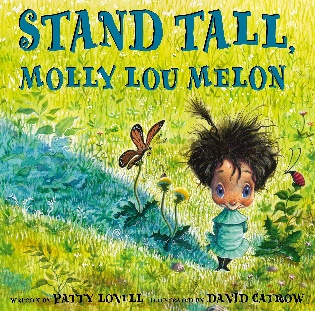 STAND TALL,
MOLLY LOU MELON
WRITTEN BY PATTY LOVELL ILLUSTRATED BY DAVID CATROW